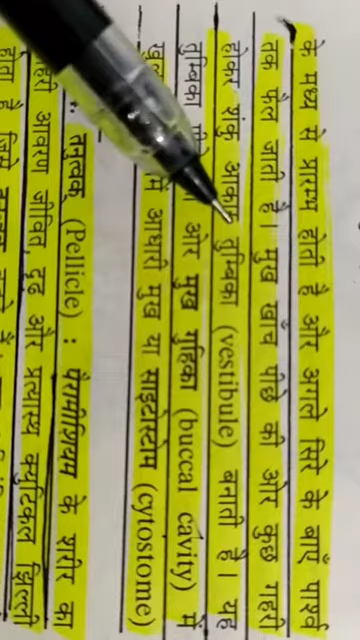 के मध्य से प्रारम्भ होती है और अगले सिरे के बाएँ पार्श्व
तक फैल जाती है। मुख खाँच पीछे की ओर कुछ गहरी
होकर शंकु आकार तुम्बिका (vestibule) बनाती है। यह
तुम्बिका ओर मुख गुहिका (buccal cavity) में
में आधारी मुख या साइटोस्टोम (cytostome)
तनुत्वक् (Pellicle) : पैरामीशियम के शरीर का
आवरण जीवित, दृढ़ और प्रत्यास्थ क्यूटिकल झिल्ली
होता है जिसे